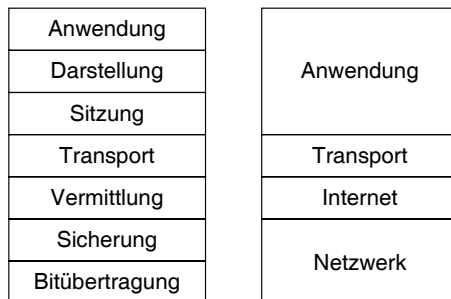 Anwendung
Darstellung
Sitzung
Transport
Vermittlung
Sicherung
Bitübertragung
Anwendung
Transport
Internet
Netzwerk